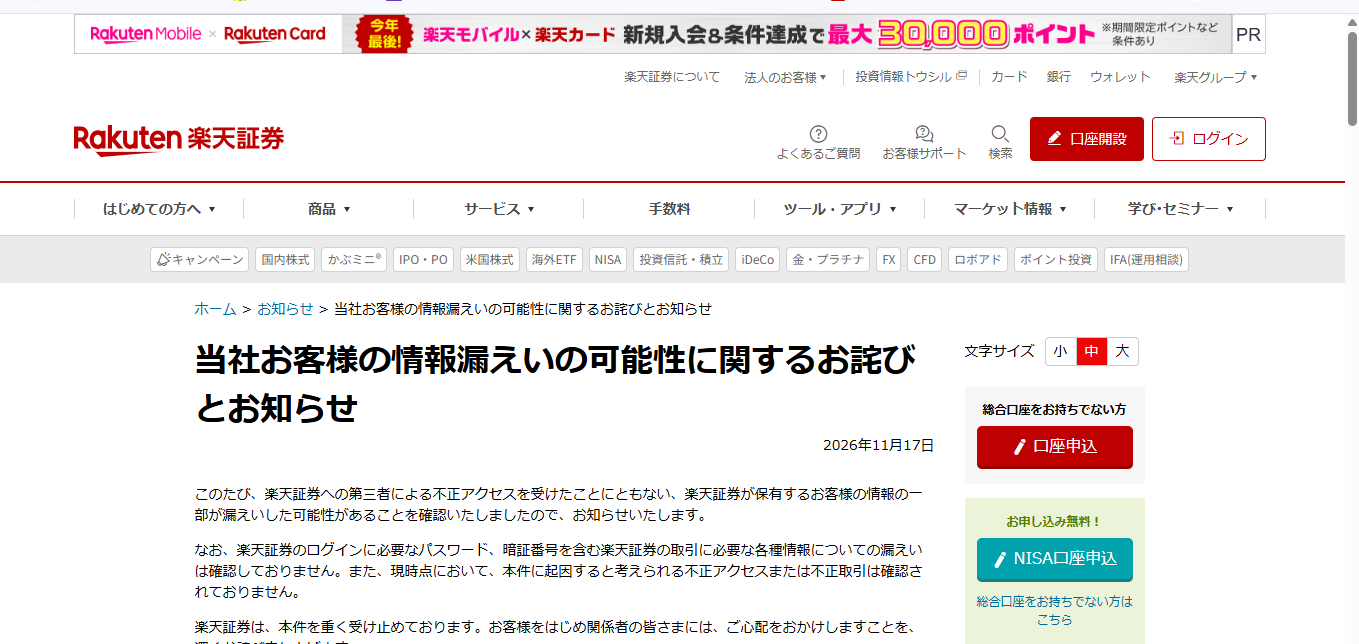 Rakuten Mobile × Rakuten Card 今年最後! 楽天モバイル×楽天カード 新規入会&条件達成で最大30,000ポイント ※期間限定ポイントなど条件あり PR
楽天証券について 法人のお客様▼ 投資情報トウシル カード 銀行 ウォレット 楽天グループ▼
Rakuten 楽天証券
よくあるご質問 お客様サポート 検索 口座開設 ログイン
はじめての方へ▼ 商品▼ サービス▼ 手数料 ツール・アプリ▼ マーケット情報▼ 学び・セミナー▼
キャンペーン 国内株式 かぶミニ® IPO・PO 米国株式 海外ETF NISA 投資信託・積立 iDeCo 金・プラチナ FX CFD ロボアド ポイント投資 IFA(運用相談)
ホーム > お知らせ > 当社お客様の情報漏えいの可能性に関するお詫びとお知らせ
当社お客様の情報漏えいの可能性に関するお詫び
とお知らせ
2026年11月17日
このたび、楽天証券への第三者による不正アクセスを受けたことにともない、楽天証券が保有するお客様の情報の一
部が漏えいした可能性があることを確認いたしましたので、お知らせいたします。
なお、楽天証券のログインに必要なパスワード、暗証番号を含む楽天証券の取引に必要な各種情報についての漏えい
は確認しておりません。また、現時点において、本件に起因すると考えられる不正アクセスまたは不正取引は確認さ
れておりません。
楽天証券は、本件を重く受け止めております。お客様をはじめ関係者の皆さまには、ご心配をおかけしますことを、
文字サイズ 小 中 大
総合口座をお持ちでない方
口座申込
お申し込み無料！
NISA口座申込
総合口座をお持ちでない方は
こちら